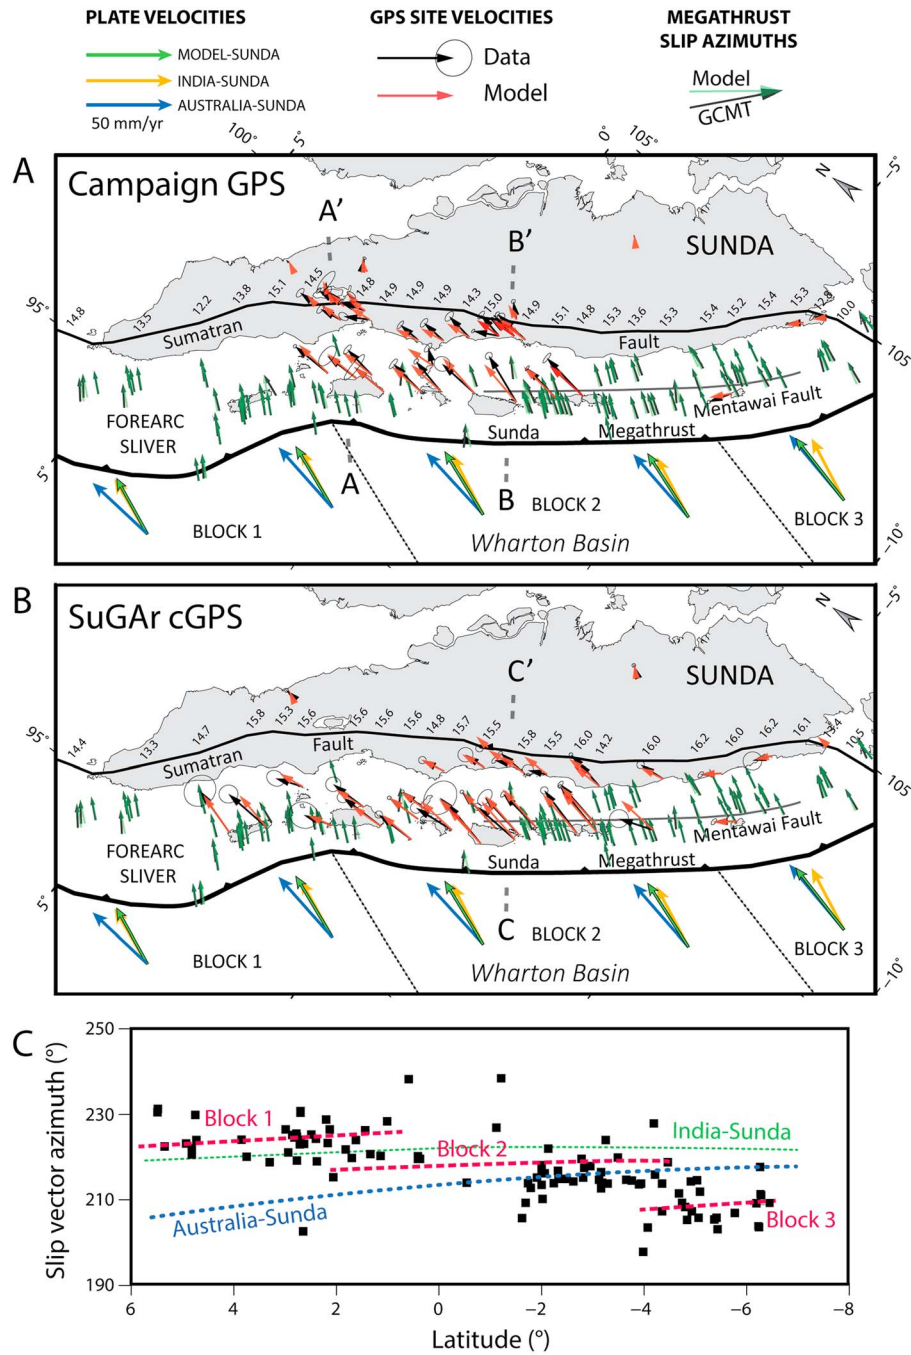 PLATE VELOCITIES
MODEL-SUNDA
INDIA-SUNDA
AUSTRALIA-SUNDA
50 mm/yr
GPS SITE VELOCITIES
Data
Model
MEGATHRUST
SLIP AZIMUTHS
Model
GCMT
100° 5° 0° 105°
A
Campaign GPS
N
-5°
A'
B'
SUNDA
95°
14.8 13.5 12.2 13.8 15.1 14.5 14.8 14.9 14.9 14.9 14.3 15.0 14.9 15.1 14.8 15.3 13.6 15.3 15.4 15.2 15.4 15.3 12.8 10.0
Sumatran
Fault
105
Mentawai Fault
FOREARC
SLIVER
Sunda
Megathrust
5°
A
B
BLOCK 1
BLOCK 2
BLOCK 3
Wharton Basin
-10°
B
SuGAr cGPS
N
-5°
C'
SUNDA
95°
14.4 13.3 14.7 15.8 15.3 15.6 15.6 15.6 15.6 14.8 15.7 15.5 15.8 15.5 16.0 14.2 16.0 16.2 16.0 16.2 16.1 13.4 10.5
Sumatran
Fault
105
Mentawai Fault
FOREARC
SLIVER
Sunda
Megathrust
5°
C
BLOCK 1
BLOCK 2
BLOCK 3
Wharton Basin
-10°
C
250
230
210
190
Slip vector azimuth (°)
Block 1
Block 2
India-Sunda
Australia-Sunda
Block 3
6 4 2 0 -2 -4 -6 -8
Latitude (°)